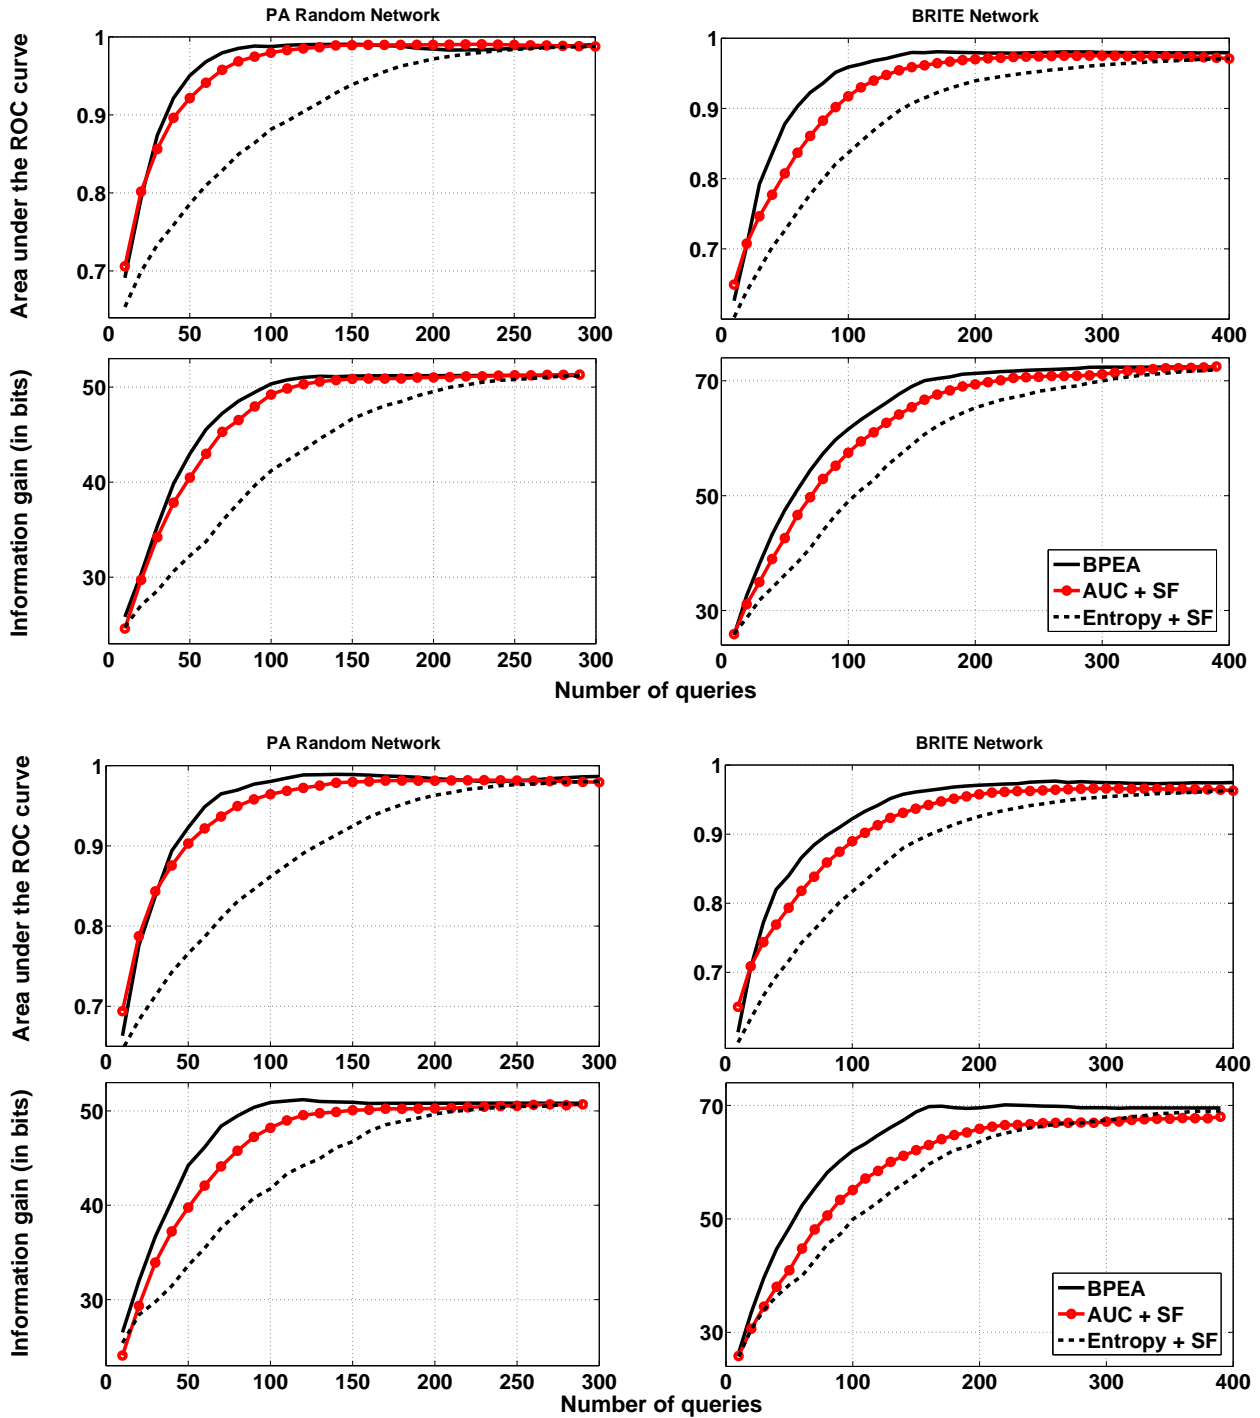 PA Random Network
BRITE Network
Area under the ROC curve
1
0.9
0.8
0.7
0 50 100 150 200 250 300
1
0.9
0.8
0.7
0 100 200 300 400
Information gain (in bits)
50
40
30
0 50 100 150 200 250 300
70
50
30
0 100 200 300 400
BPEA
AUC + SF
Entropy + SF
Number of queries
PA Random Network
BRITE Network
Area under the ROC curve
1
0.9
0.8
0.7
0 50 100 150 200 250 300
1
0.9
0.8
0.7
0 100 200 300 400
Information gain (in bits)
50
40
30
0 50 100 150 200 250 300
70
50
30
0 100 200 300 400
BPEA
AUC + SF
Entropy + SF
Number of queries